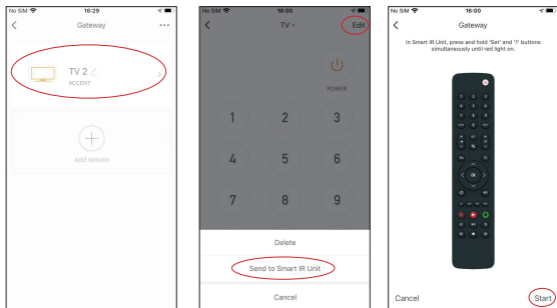 No SIM 16:29
Gateway ...
TV 2
ACCENT
Add remote
No SIM 16:00
TV Edit
POWER
1 2 3
4 5 6
7 8 9
Delete
Send to Smart IR Unit
Cancel
No SIM 16:00
Gateway
In Smart IR Unit, press and hold 'Set' and '1' buttons
simultaneously until red light on.
OK
Cancel Start